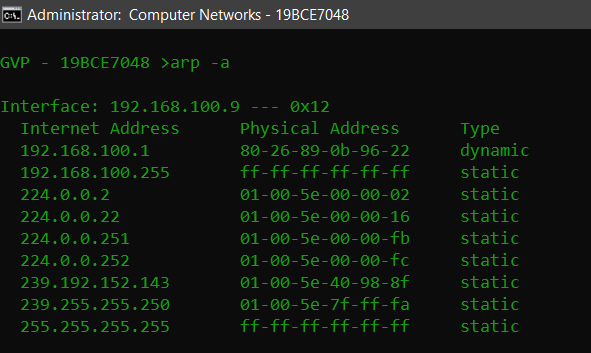 Administrator: Computer Networks - 19BCE7048
GVP - 19BCE7048 >arp -a
Interface: 192.168.100.9 --- 0x12
Internet Address Physical Address Type
192.168.100.1 80-26-89-0b-96-22 dynamic
192.168.100.255 ff-ff-ff-ff-ff-ff static
224.0.0.2 01-00-5e-00-00-02 static
224.0.0.22 01-00-5e-00-00-16 static
224.0.0.251 01-00-5e-00-00-fb static
224.0.0.252 01-00-5e-00-00-fc static
239.192.152.143 01-00-5e-40-98-8f static
239.255.255.250 01-00-5e-7f-ff-fa static
255.255.255.255 ff-ff-ff-ff-ff-ff static